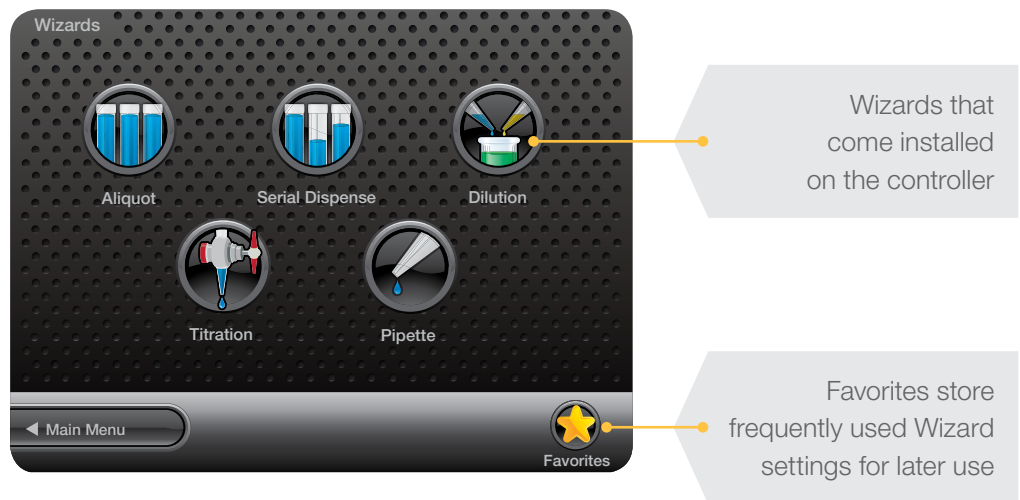 Wizards
Aliquot
Serial Dispense
Dilution
Titration
Pipette
Main Menu
Favorites
Wizards that
come installed
on the controller
Favorites store
frequently used Wizard
settings for later use